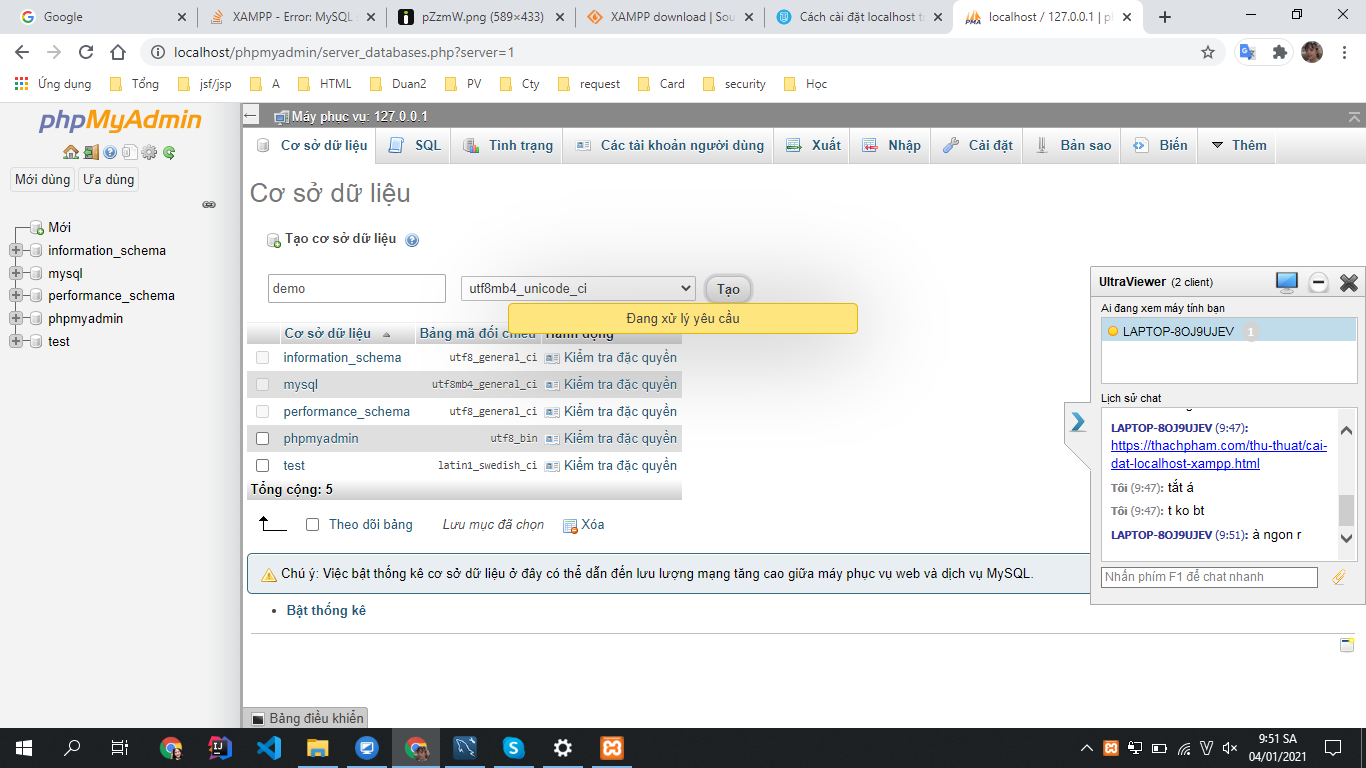 Google
XAMPP - Error: MySQL s
pZzmW.png (589×433)
XAMPP download | Sou
Cách cài đặt localhost t
localhost / 127.0.0.1 | p
localhost/phpmyadmin/server_databases.php?server=1
Ứng dụng
Tổng
jsf/jsp
A
HTML
Duan2
PV
Cty
request
Card
security
Học
phpMyAdmin
Mới dùng
Ưa dùng
Mới
information_schema
mysql
performance_schema
phpmyadmin
test
Máy phục vụ: 127.0.0.1
Cơ sở dữ liệu
SQL
Tình trạng
Các tài khoản người dùng
Xuất
Nhập
Cài đặt
Bản sao
Biến
Thêm
Cơ sở dữ liệu
Tạo cơ sở dữ liệu
demo
utf8mb4_unicode_ci
Tạo
Đang xử lý yêu cầu
Cơ sở dữ liệu
Bảng mã đối chiếu
Hành động
information_schema utf8_general_ci Kiểm tra đặc quyền
mysql utf8mb4_general_ci Kiểm tra đặc quyền
performance_schema utf8_general_ci Kiểm tra đặc quyền
phpmyadmin utf8_bin Kiểm tra đặc quyền
test latin1_swedish_ci Kiểm tra đặc quyền
Tổng cộng: 5
Theo dõi bảng
Lưu mục đã chọn
Xóa
Chú ý: Việc bật thống kê cơ sở dữ liệu ở đây có thể dẫn đến lưu lượng mạng tăng cao giữa máy phục vụ web và dịch vụ MySQL.
Bật thống kê
Bảng điều khiển
UltraViewer (2 client)
Ai đang xem máy tính bạn
LAPTOP-8OJ9UJEV 1
Lịch sử chat
LAPTOP-8OJ9UJEV (9:47):
https://thachpham.com/thu-thuat/cai-
dat-localhost-xampp.html
Tôi (9:47): tắt á
Tôi (9:47): t ko bt
LAPTOP-8OJ9UJEV (9:51): à ngon r
Nhấn phím F1 để chat nhanh
9:51 SA
04/01/2021